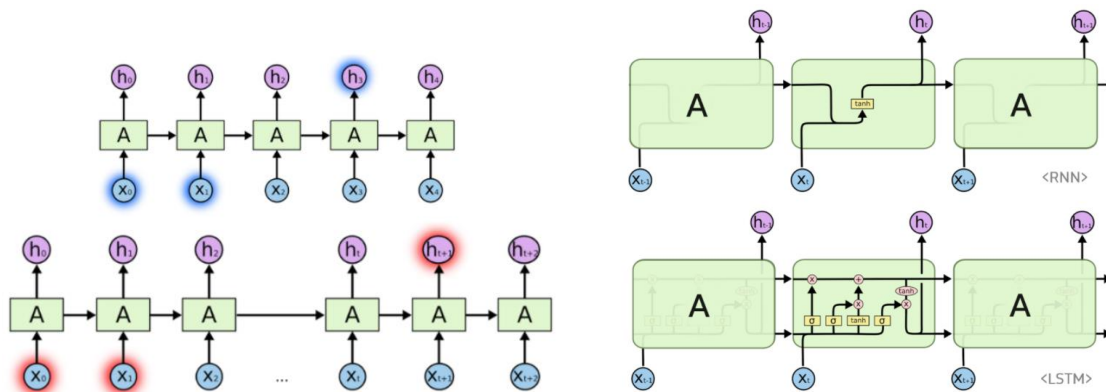 h₀ h₁ h₂ h₃ h₄
A A A A A
x₀ x₁ x₂ x₃ x₄
h₀ h₁ h₂ hₜ hₜ₊₁ hₜ₊₂
A A A A A A
x₀ x₁ x₂ ... xₜ xₜ₊₁ xₜ₊₂
hₜ₋₁ hₜ hₜ₊₁
A tanh A
xₜ₋₁ xₜ xₜ₊₁
<RNN>
hₜ₋₁ hₜ hₜ₊₁
x +
tanh
A x x A
σ σ tanh σ
xₜ₋₁ xₜ xₜ₊₁
<LSTM>